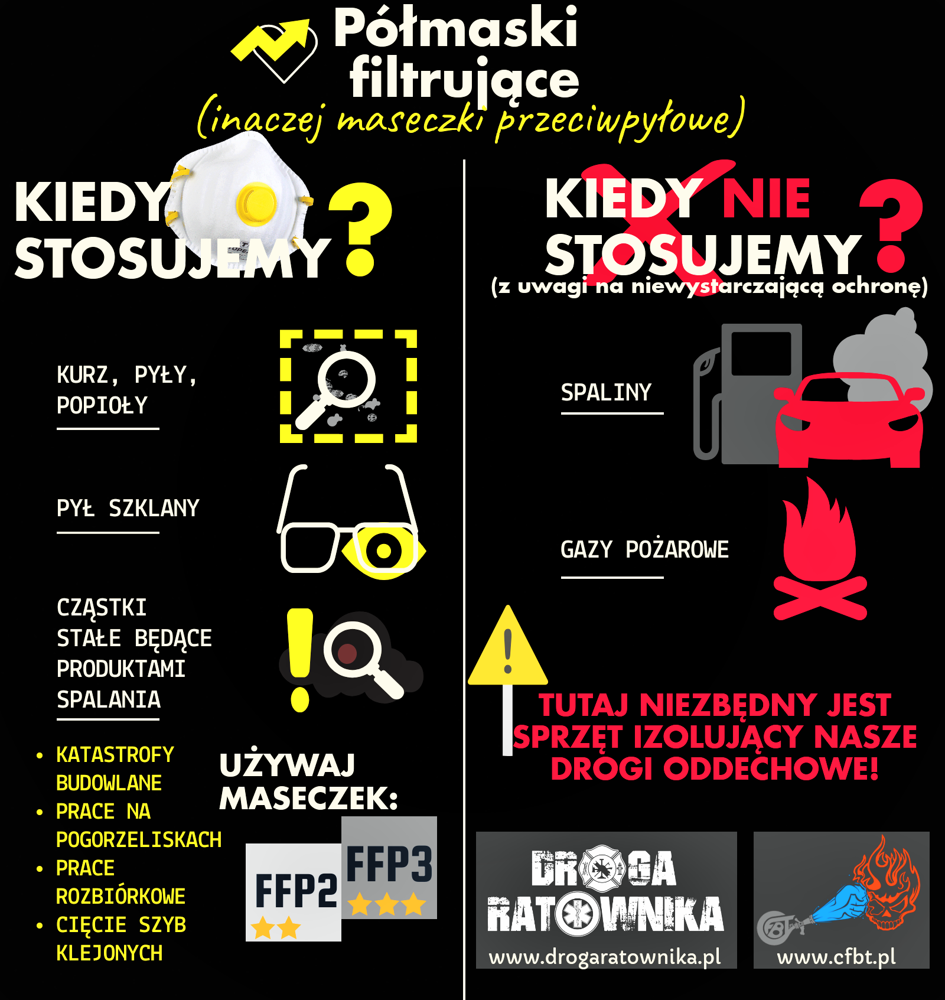 Półmaski
filtrujące
(inaczej maseczki przeciwpyłowe)
KIEDY
STOSUJEMY?
KURZ, PYŁY,
POPIOŁY
PYŁ SZKLANY
CZĄSTKI
STAŁE BĘDĄCE
PRODUKTAMI
SPALANIA
• KATASTROFY
BUDOWLANE
• PRACE NA
POGORZELISKACH
• PRACE
ROZBIÓRKOWE
• CIĘCIE SZYB
KLEJONYCH
UŻYWAJ
MASECZEK:
FFP2
FFP3
KIEDY NIE
STOSUJEMY?
(z uwagi na niewystarczającą ochronę)
SPALINY
GAZY POŻAROWE
!
TUTAJ NIEZBĘDNY JEST
SPRZĘT IZOLUJĄCY NASZE
DROGI ODDECHOWE!
DROGA
RATOWNIKA
www.drogaratownika.pl
CFBT
www.cfbt.pl